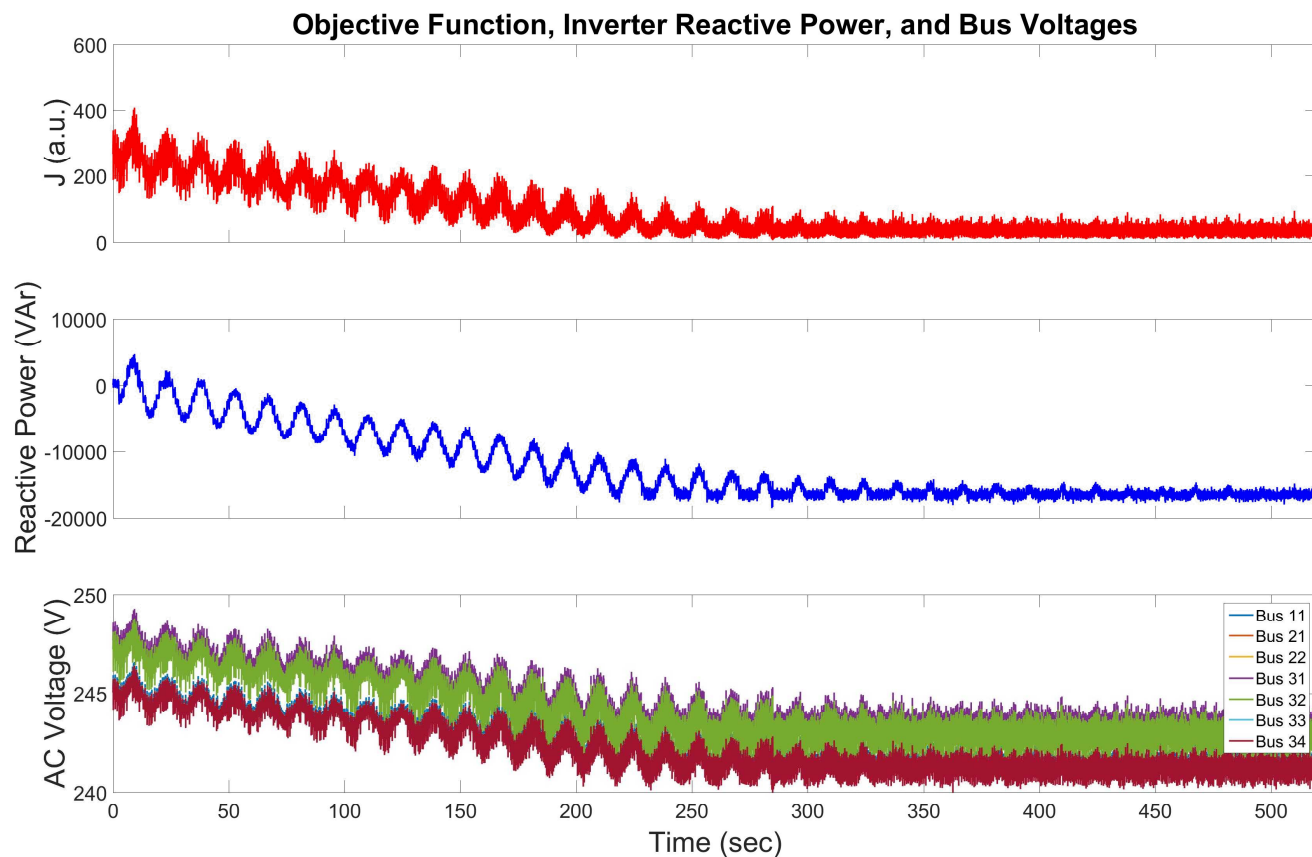 Objective Function, Inverter Reactive Power, and Bus Voltages
J (a.u.)
600
400
200
0
Reactive Power (VAr)
10000
0
-10000
-20000
AC Voltage (V)
250
245
240
Bus 11
Bus 21
Bus 22
Bus 31
Bus 32
Bus 33
Bus 34
0 50 100 150 200 250 300 350 400 450 500
Time (sec)